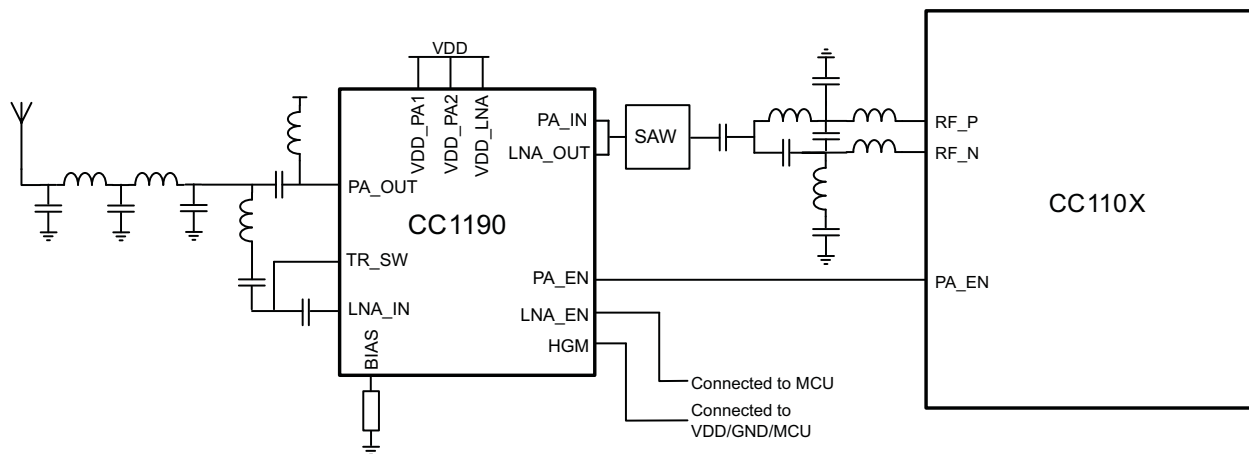 VDD
VDD_PA1
VDD_PA2
VDD_LNA
PA_IN
LNA_OUT
SAW
RF_P
RF_N
PA_OUT
CC1190
CC110X
TR_SW
PA_EN
PA_EN
LNA_IN
LNA_EN
HGM
BIAS
Connected to MCU
Connected to
VDD/GND/MCU